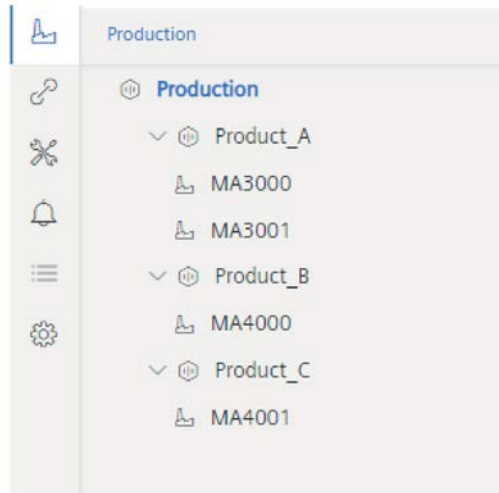 Production
Production
Product_A
MA3000
MA3001
Product_B
MA4000
Product_C
MA4001